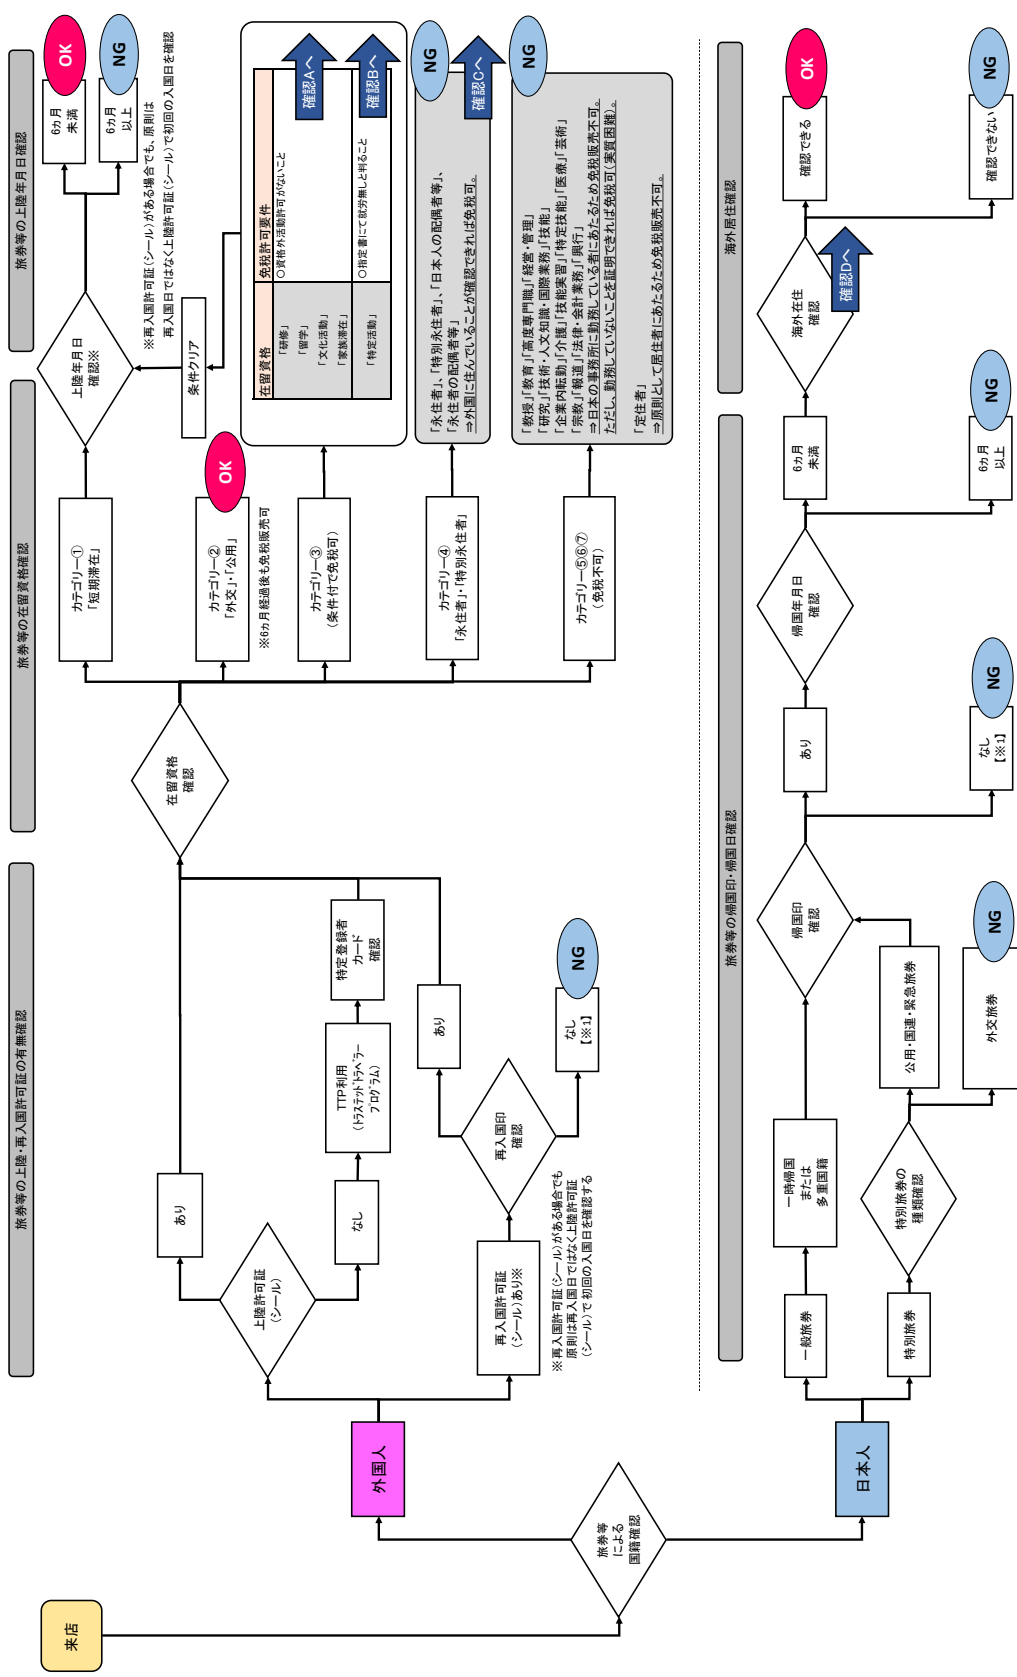 来店
旅券等
による
国籍確認
外国人
日本人
旅券等の上陸・再入国許可証の有無確認
上陸許可証
(シール)
あり
なし
TTP利用
(トラステッドトラベラー
プログラム)
特定登録者
カード
確認
再入国許可証
(シール)あり※
※再入国許可証(シール)がある場合でも
原則は再入国日ではなく上陸許可証
(シール)で初回の入国日を確認する
再入国印
確認
あり
なし
【※1】
NG
旅券等の在留資格確認
在留資格
確認
カテゴリー①
「短期滞在」
カテゴリー②
「外交」・「公用」
OK
※6カ月経過後も免税販売可
カテゴリー③
(条件付で免税可)
カテゴリー④
「永住者」・「特別永住者」
カテゴリー⑤⑥⑦
(免税不可)
旅券等の上陸年月日確認
上陸年月日
確認※
6カ月
未満
OK
6カ月
以上
NG
※再入国許可証(シール)がある場合でも、原則は
再入国日ではなく上陸許可証(シール)で初回の入国日を確認
条件クリア
在留資格
免税許可要件
「研修」
「留学」
「文化活動」
「家族滞在」
○資格外活動許可がないこと
確認Aへ
「特定活動」
○指定書にて就労無しと判ること
確認Bへ
「永住者」、「特別永住者」、「日本人の配偶者等」、
「永住者の配偶者等」
⇒外国に住んでいることが確認できれば免税可。
NG
確認Cへ
「教授」「教育」「高度専門職」「経営・管理」
「研究」「技術・人文知識・国際業務」「技能」
「企業内転勤」「介護」「技能実習」「特定技能」「医療」「芸術」
「宗教」「報道」「法律・会計業務」「興行」
⇒日本の事務所に勤務している者にあたるため免税販売不可。
ただし、勤務していないことを証明できれば免税可(実質困難)。
「定住者」
⇒原則として居住者にあたるため免税販売不可。
NG
旅券等の帰国印・帰国日確認
一般旅券
一時帰国
または
多重国籍
特別旅券
特別旅券の
種類確認
公用・国連・緊急旅券
外交旅券
NG
帰国印
確認
あり
なし
【※1】
NG
帰国年月日
確認
6カ月
未満
6カ月
以上
NG
海外居住確認
海外在住
確認
確認Dへ
確認できる
OK
確認できない
NG